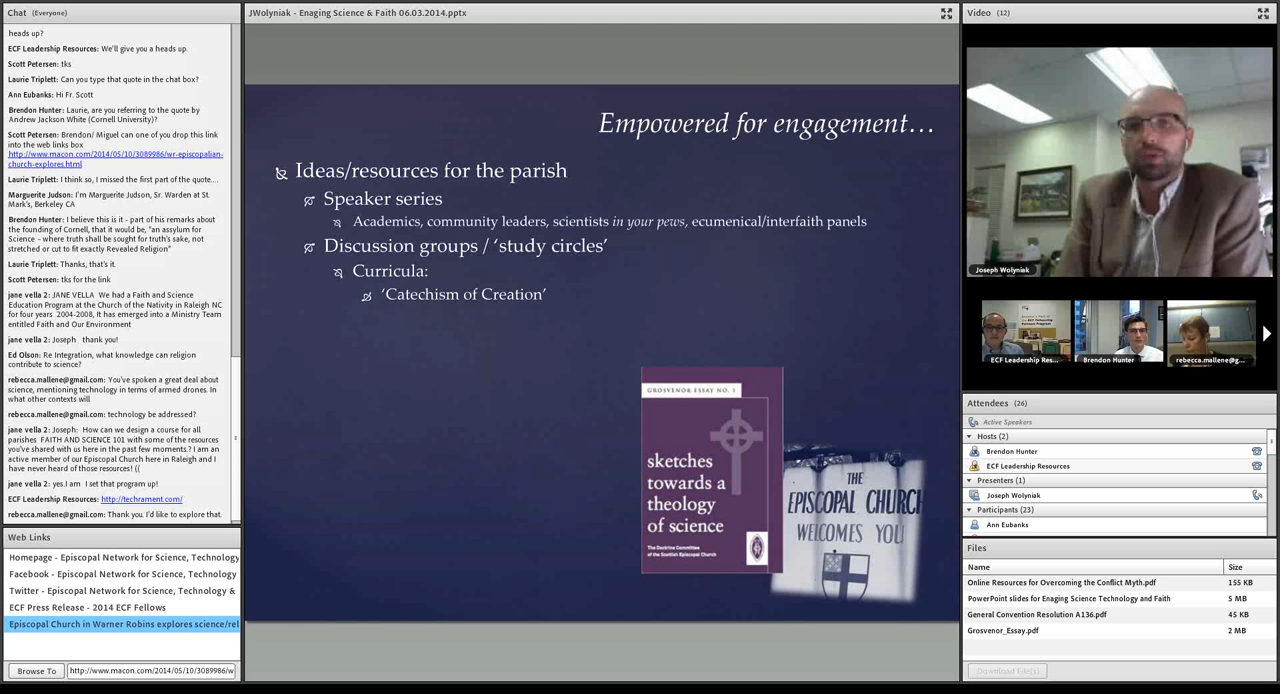 Chat (Everyone)
heads up?
ECF Leadership Resources: We'll give you a heads up.
Scott Petersen: tks
Laurie Triplett: Can you type that quote in the chat box?
Ann Eubanks: Hi Fr. Scott
Brendon Hunter: Laurie, are you referring to the quote by
Andrew Jackson White (Cornell University)?
Scott Petersen: Brendon/ Miguel can one of you drop this link
into the web links box
http://www.macon.com/2014/05/10/3089986/wr-episcopalian-
church-explores.html
Laurie Triplett: I think so, I missed the first part of the quote....
Marguerite Judson: I'm Marguerite Judson, Sr. Warden at St.
Mark's, Berkeley CA
Brendon Hunter: I believe this is it - part of his remarks about
the founding of Cornell, that it would be, "an assylum for
Science – where truth shall be sought for truth's sake, not
stretched or cut to fit exactly Revealed Religion"
Laurie Triplett: Thanks, that's it.
Scott Petersen: tks for the link
jane vella 2: JANE VELLA We had a Faith and Science
Education Program at the Church of the Nativity in Raleigh NC
for four years 2004-2008, It has emerged into a Ministry Team
entitled Faith and Our Environment
jane vella 2: Joseph thank you!
Ed Olson: Re Integration, what knowledge can religion
contribute to science?
rebecca.mallene@gmail.com: You've spoken a great deal about
science, mentioning technology in terms of armed drones. In
what other contexts will
rebecca.mallene@gmail.com: technology be addressed?
jane vella 2: Joseph: How can we design a course for all
parishes FAITH AND SCIENCE 101 with some of the resources
you've shared with us here in the past few moments.? I am an
active member of our Episcopal Church here in Raleigh and I
have never heard of those resources! ((
jane vella 2: yes.I am I set that program up!
ECF Leadership Resources: http://techrament.com/
rebecca.mallene@gmail.com: Thank you. I'd like to explore that.
Web Links
Homepage - Episcopal Network for Science, Technology
Facebook - Episcopal Network for Science, Technology
Twitter - Episcopal Network for Science, Technology &
ECF Press Release - 2014 ECF Fellows
Episcopal Church in Warner Robins explores science/rel
Browse To http://www.macon.com/2014/05/10/3089986/w
JWolyniak - Enaging Science & Faith 06.03.2014.pptx
Empowered for engagement…
Ideas/resources for the parish
Speaker series
Academics, community leaders, scientists in your pews, ecumenical/interfaith panels
Discussion groups / ‘study circles’
Curricula:
‘Catechism of Creation’
GROSVENOR ESSAY NO. 1
sketches
towards a
theology
of science
The Doctrine Committee
of the Scottish Episcopal Church
THE
EPISCOPAL CHURCH
WELCOMES YOU
Video (12)
Joseph Wolyniak
ECF Leadership Res...
Brendon Hunter
rebecca.mallene@g...
Attendees (26)
Active Speakers
Hosts (2)
Brendon Hunter
ECF Leadership Resources
Presenters (1)
Joseph Wolyniak
Participants (23)
Ann Eubanks
Files
Name Size
Online Resources for Overcoming the Conflict Myth.pdf 155 KB
PowerPoint slides for Enaging Science Technology and Faith 5 MB
General Convention Resolution A136.pdf 45 KB
Grosvenor_Essay.pdf 2 MB
Download File(s)